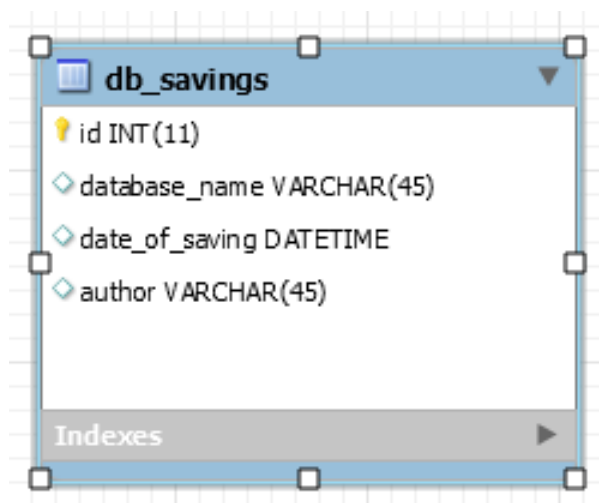 db_savings
id INT(11)
database_name VARCHAR(45)
date_of_saving DATETIME
author VARCHAR(45)
Indexes